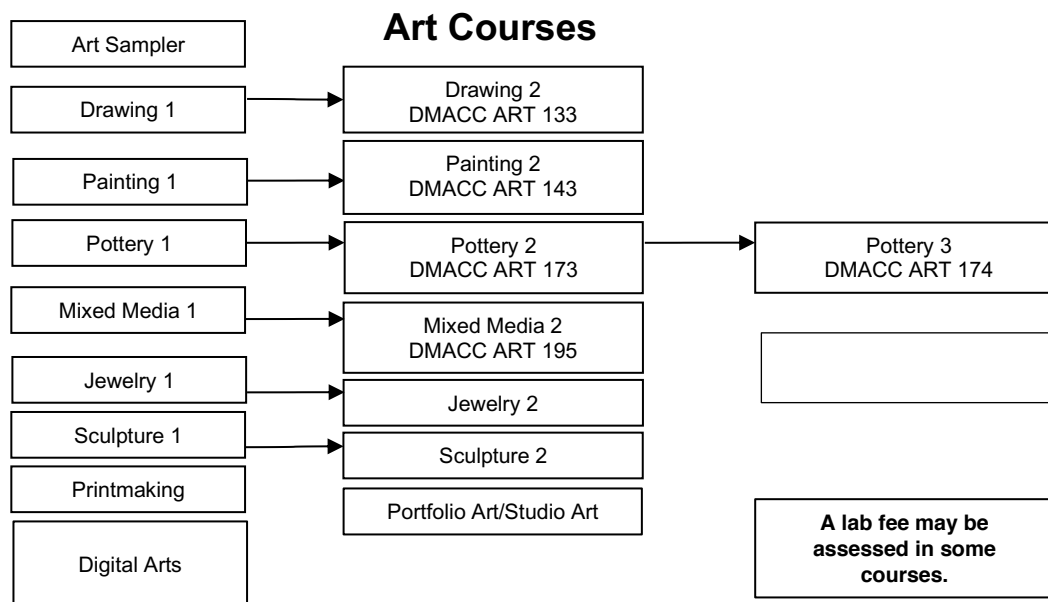 Art Courses
Art Sampler
Drawing 1
Drawing 2
DMACC ART 133
Painting 1
Painting 2
DMACC ART 143
Pottery 1
Pottery 2
DMACC ART 173
Pottery 3
DMACC ART 174
Mixed Media 1
Mixed Media 2
DMACC ART 195
Jewelry 1
Jewelry 2
Sculpture 1
Sculpture 2
Printmaking
Portfolio Art/Studio Art
Digital Arts
A lab fee may be
assessed in some
courses.